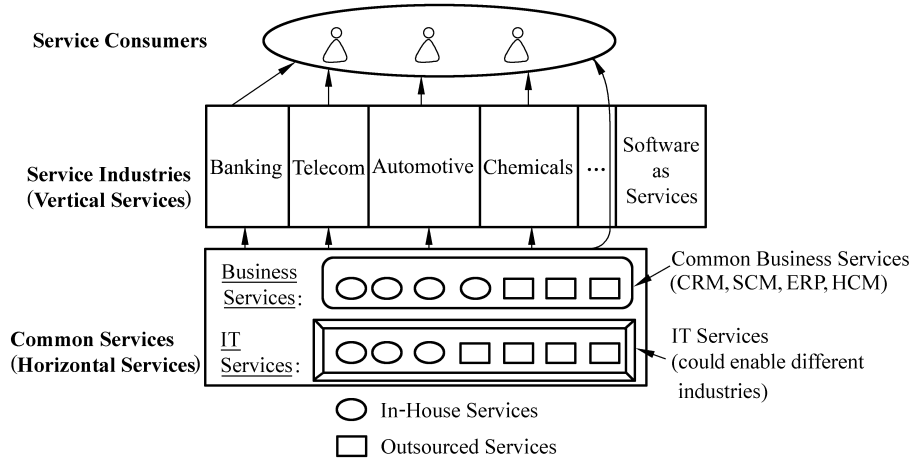 Service Consumers
Banking
Telecom
Automotive
Chemicals
...
Software
as
Services
Service Industries
(Vertical Services)
Business
Services:
Common Business Services
(CRM, SCM, ERP, HCM)
Common Services
(Horizontal Services)
IT
Services:
IT Services
(could enable different
industries)
In-House Services
Outsourced Services